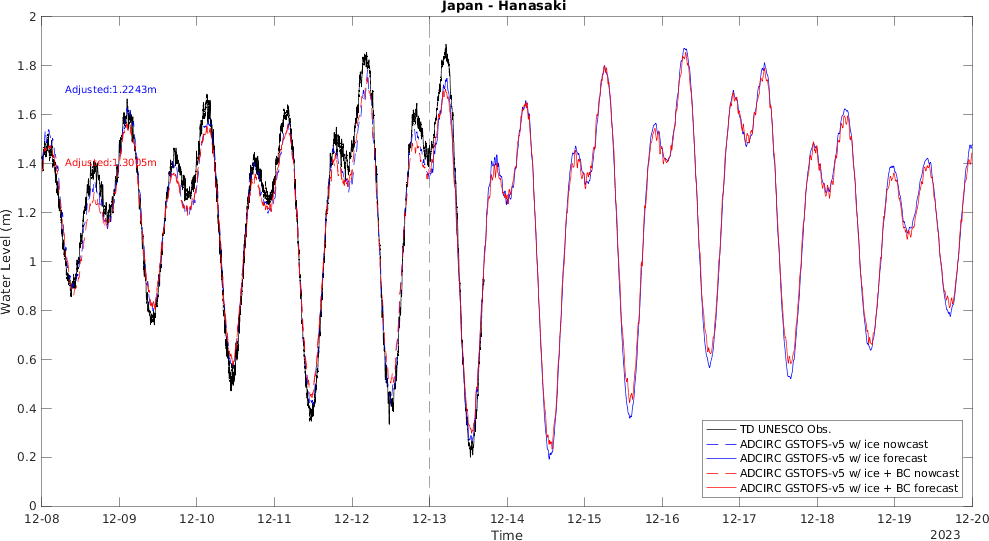 Japan - Hanasaki
2
1.8
1.6
1.4
1.2
1
0.8
0.6
0.4
0.2
0
Water Level (m)
Adjusted:1.2243m
Adjusted:1.3005m
TD UNESCO Obs.
ADCIRC GSTOFS-v5 w/ ice nowcast
ADCIRC GSTOFS-v5 w/ ice forecast
ADCIRC GSTOFS-v5 w/ ice + BC nowcast
ADCIRC GSTOFS-v5 w/ ice + BC forecast
12-08 12-09 12-10 12-11 12-12 12-13 12-14 12-15 12-16 12-17 12-18 12-19 12-20
Time
2023